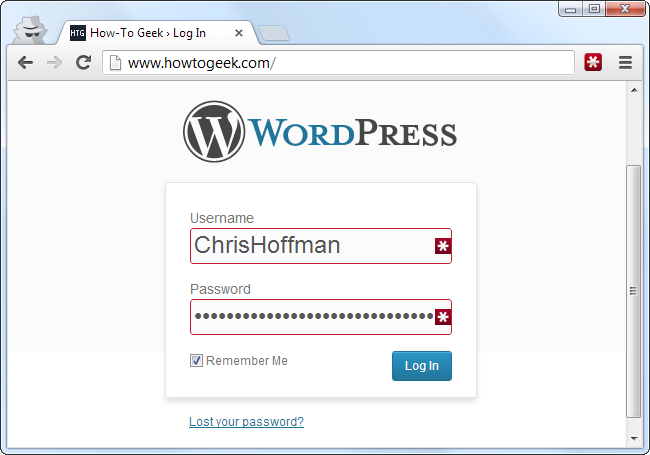 HTG How-To Geek › Log In
www.howtogeek.com/
WORDPRESS
Username
ChrisHoffman
Password
••••••••••••••••••••••••••••••
Remember Me
Log In
Lost your password?